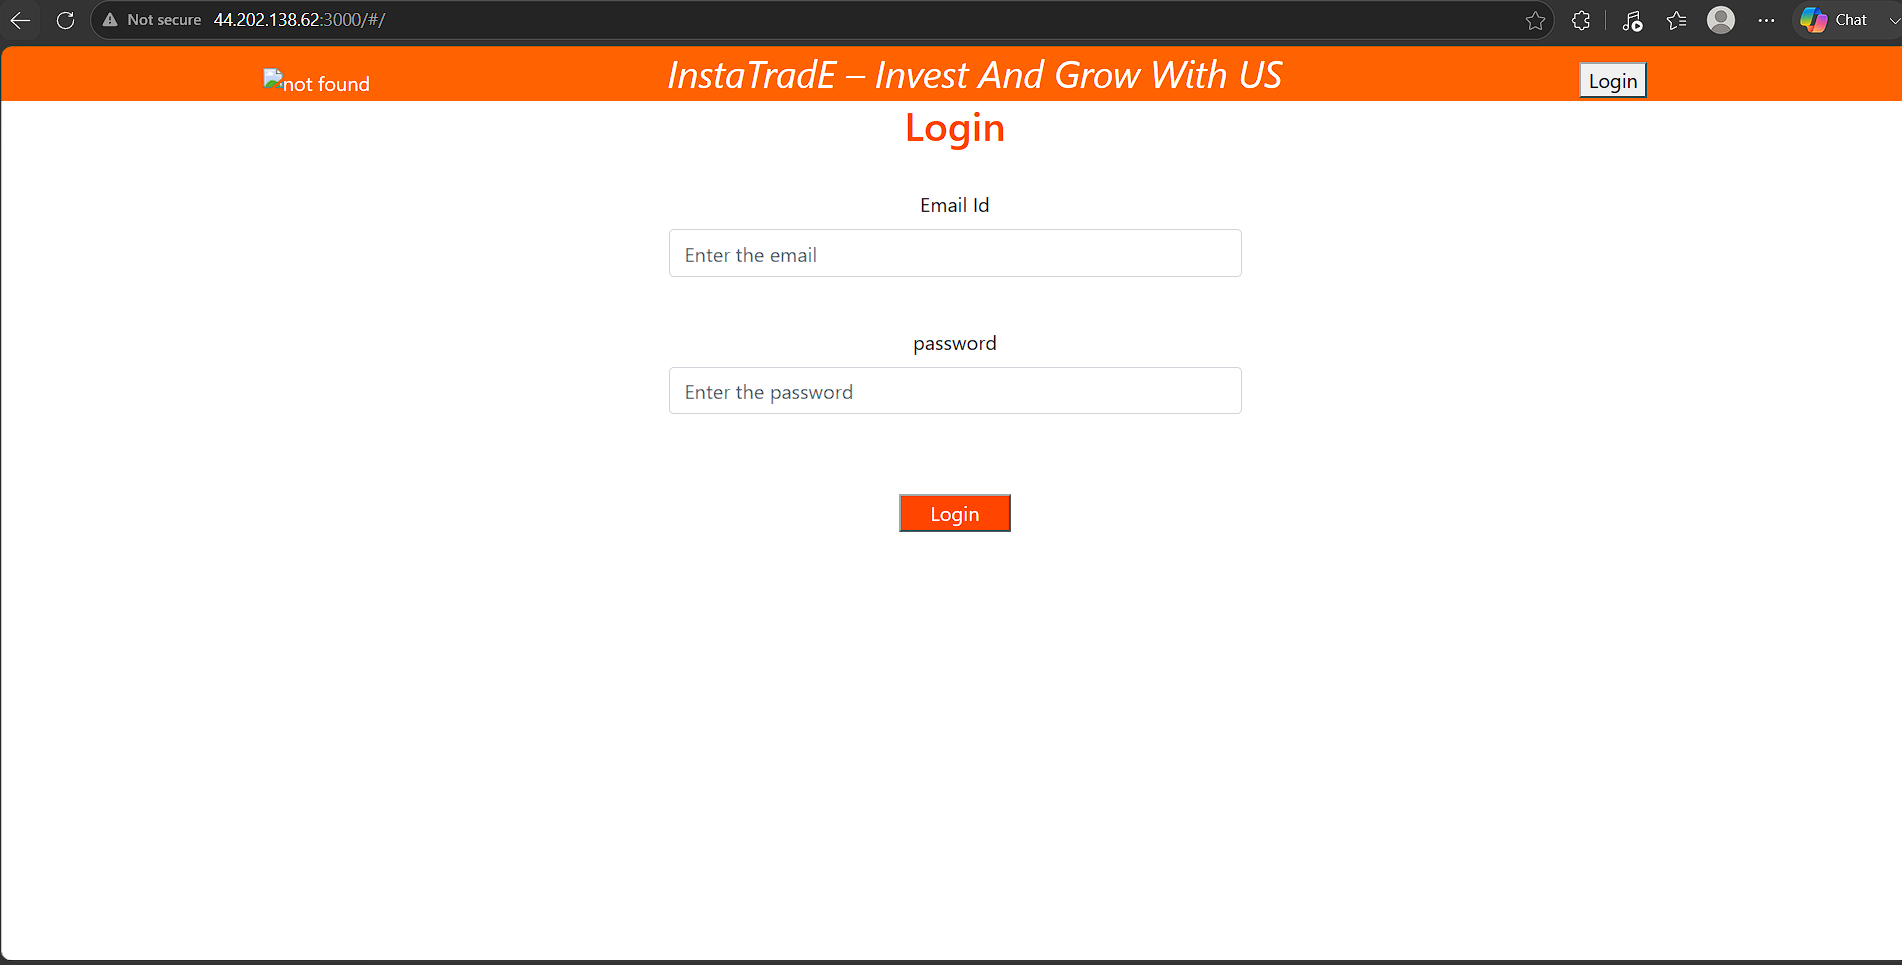 Not secure 44.202.138.62:3000/#/
Chat
not found
InstaTradE – Invest And Grow With US
Login
Login
Email Id
Enter the email
password
Enter the password
Login